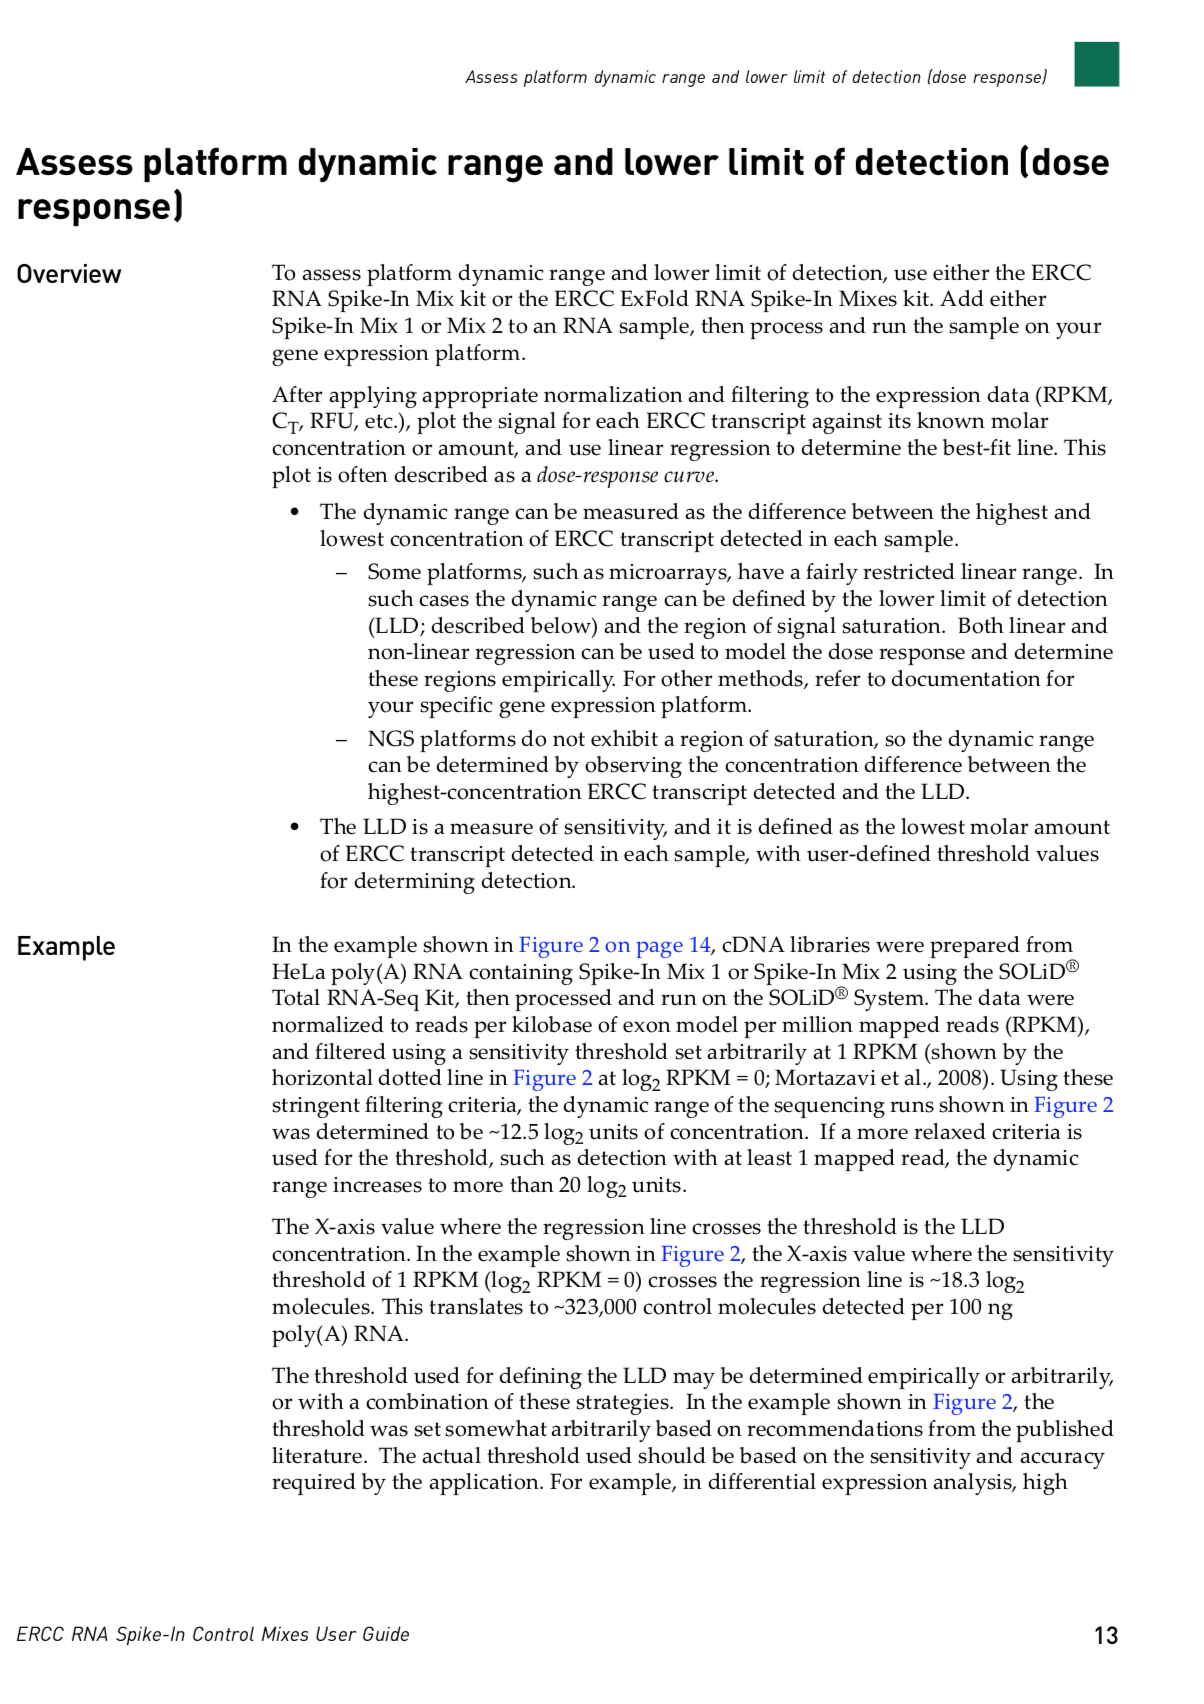 Assess platform dynamic range and lower limit of detection (dose response)
Assess platform dynamic range and lower limit of detection (dose
response)
Overview
To assess platform dynamic range and lower limit of detection, use either the ERCC
RNA Spike-In Mix kit or the ERCC ExFold RNA Spike-In Mixes kit. Add either
Spike-In Mix 1 or Mix 2 to an RNA sample, then process and run the sample on your
gene expression platform.
After applying appropriate normalization and filtering to the expression data (RPKM,
CT, RFU, etc.), plot the signal for each ERCC transcript against its known molar
concentration or amount, and use linear regression to determine the best-fit line. This
plot is often described as a dose-response curve.
• The dynamic range can be measured as the difference between the highest and
lowest concentration of ERCC transcript detected in each sample.
– Some platforms, such as microarrays, have a fairly restricted linear range. In
such cases the dynamic range can be defined by the lower limit of detection
(LLD; described below) and the region of signal saturation. Both linear and
non-linear regression can be used to model the dose response and determine
these regions empirically. For other methods, refer to documentation for
your specific gene expression platform.
– NGS platforms do not exhibit a region of saturation, so the dynamic range
can be determined by observing the concentration difference between the
highest-concentration ERCC transcript detected and the LLD.
• The LLD is a measure of sensitivity, and it is defined as the lowest molar amount
of ERCC transcript detected in each sample, with user-defined threshold values
for determining detection.
Example
In the example shown in Figure 2 on page 14, cDNA libraries were prepared from
HeLa poly(A) RNA containing Spike-In Mix 1 or Spike-In Mix 2 using the SOLiD®
Total RNA-Seq Kit, then processed and run on the SOLiD® System. The data were
normalized to reads per kilobase of exon model per million mapped reads (RPKM),
and filtered using a sensitivity threshold set arbitrarily at 1 RPKM (shown by the
horizontal dotted line in Figure 2 at log2 RPKM = 0; Mortazavi et al., 2008). Using these
stringent filtering criteria, the dynamic range of the sequencing runs shown in Figure 2
was determined to be ~12.5 log2 units of concentration. If a more relaxed criteria is
used for the threshold, such as detection with at least 1 mapped read, the dynamic
range increases to more than 20 log2 units.
The X-axis value where the regression line crosses the threshold is the LLD
concentration. In the example shown in Figure 2, the X-axis value where the sensitivity
threshold of 1 RPKM (log2 RPKM = 0) crosses the regression line is ~18.3 log2
molecules. This translates to ~323,000 control molecules detected per 100 ng
poly(A) RNA.
The threshold used for defining the LLD may be determined empirically or arbitrarily,
or with a combination of these strategies. In the example shown in Figure 2, the
threshold was set somewhat arbitrarily based on recommendations from the published
literature. The actual threshold used should be based on the sensitivity and accuracy
required by the application. For example, in differential expression analysis, high
ERCC RNA Spike-In Control Mixes User Guide
13